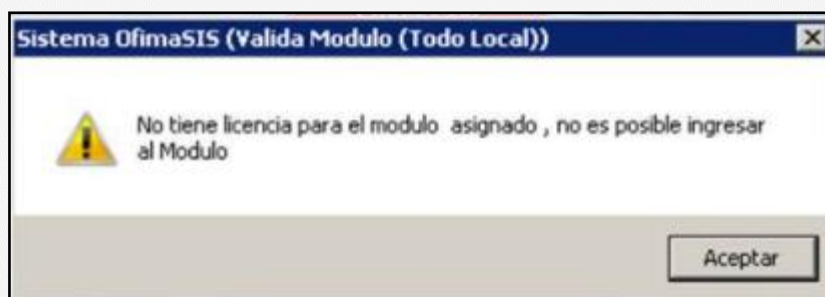 Sistema OfimaSIS (Valida Modulo (Todo Local))
No tiene licencia para el modulo asignado , no es posible ingresar
al Modulo
Aceptar